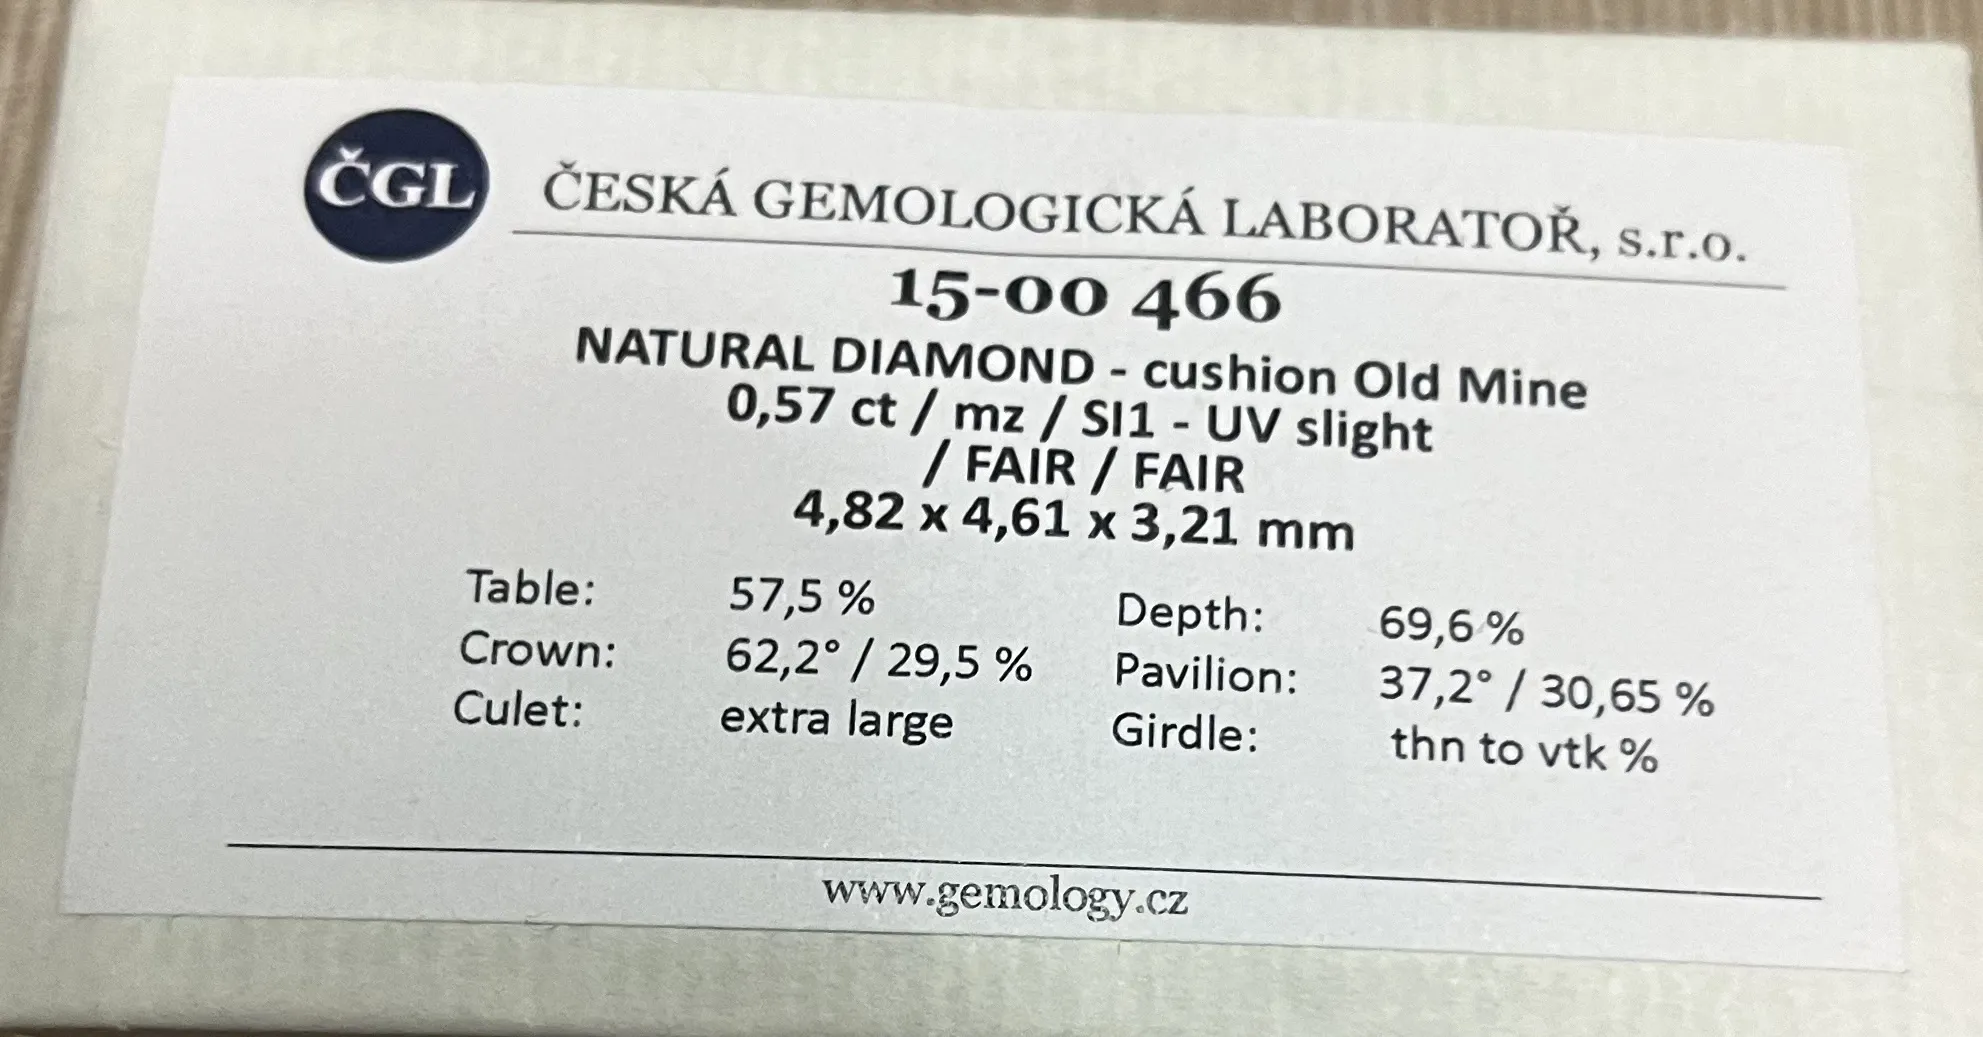 ČGL
ČESKÁ GEMOLOGICKÁ LABORATOŘ, s.r.o.
15-00 466
NATURAL DIAMOND - cushion Old Mine
0,57 ct / mz / SI1 - UV slight
/ FAIR / FAIR
4,82 x 4,61 x 3,21 mm
Table: 57,5 % Depth: 69,6 %
Crown: 62,2° / 29,5 % Pavilion: 37,2° / 30,65 %
Culet: extra large Girdle: thn to vtk %
www.gemology.cz